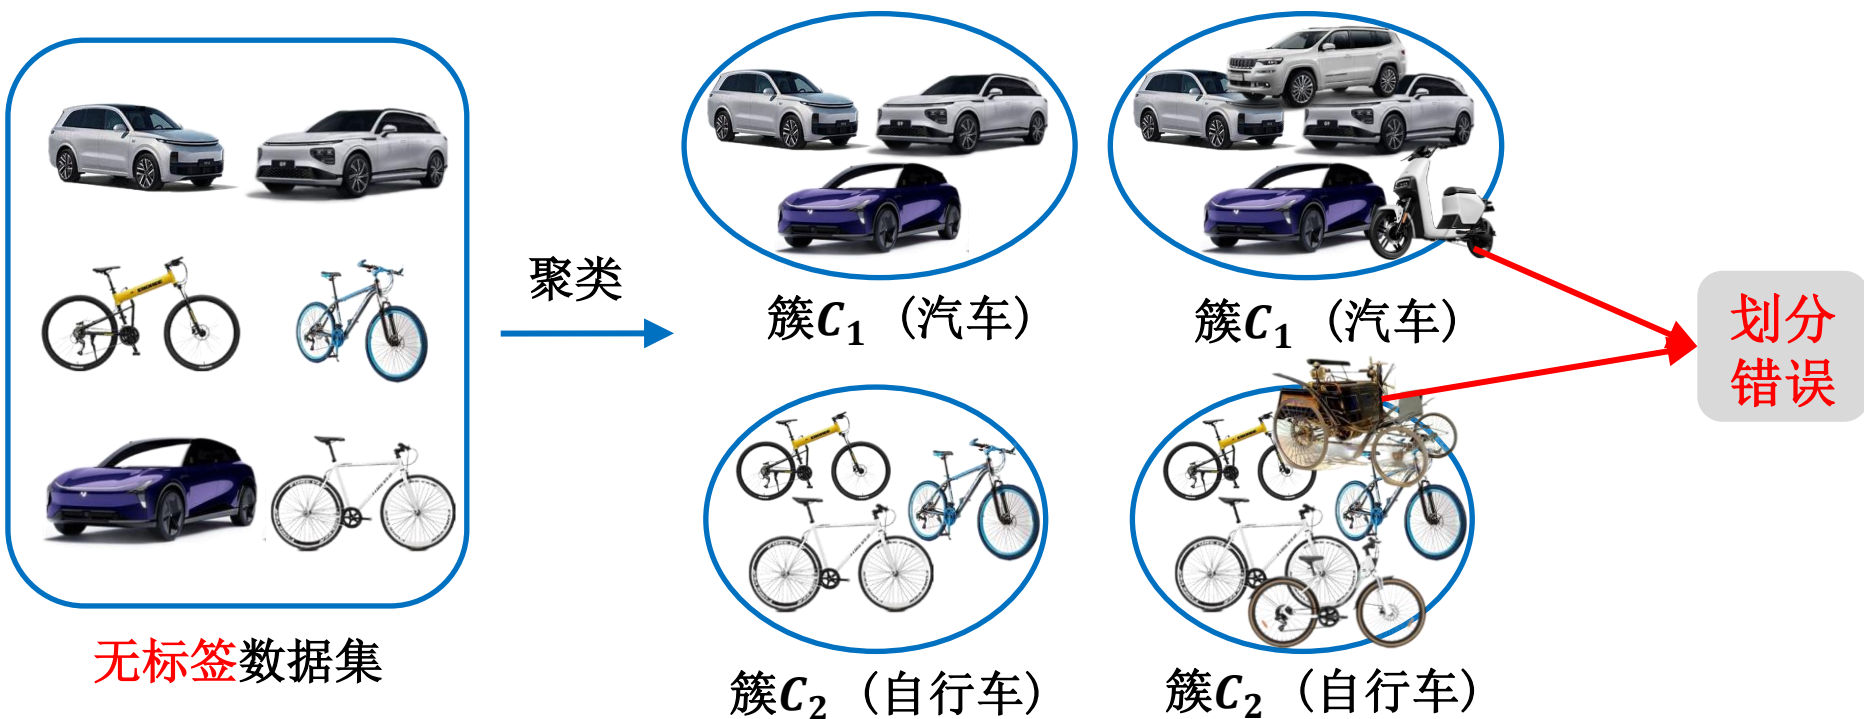 聚类
簇C₁（汽车）
簇C₁（汽车）
划分
错误
无标签数据集
簇C₂（自行车）
簇C₂（自行车）